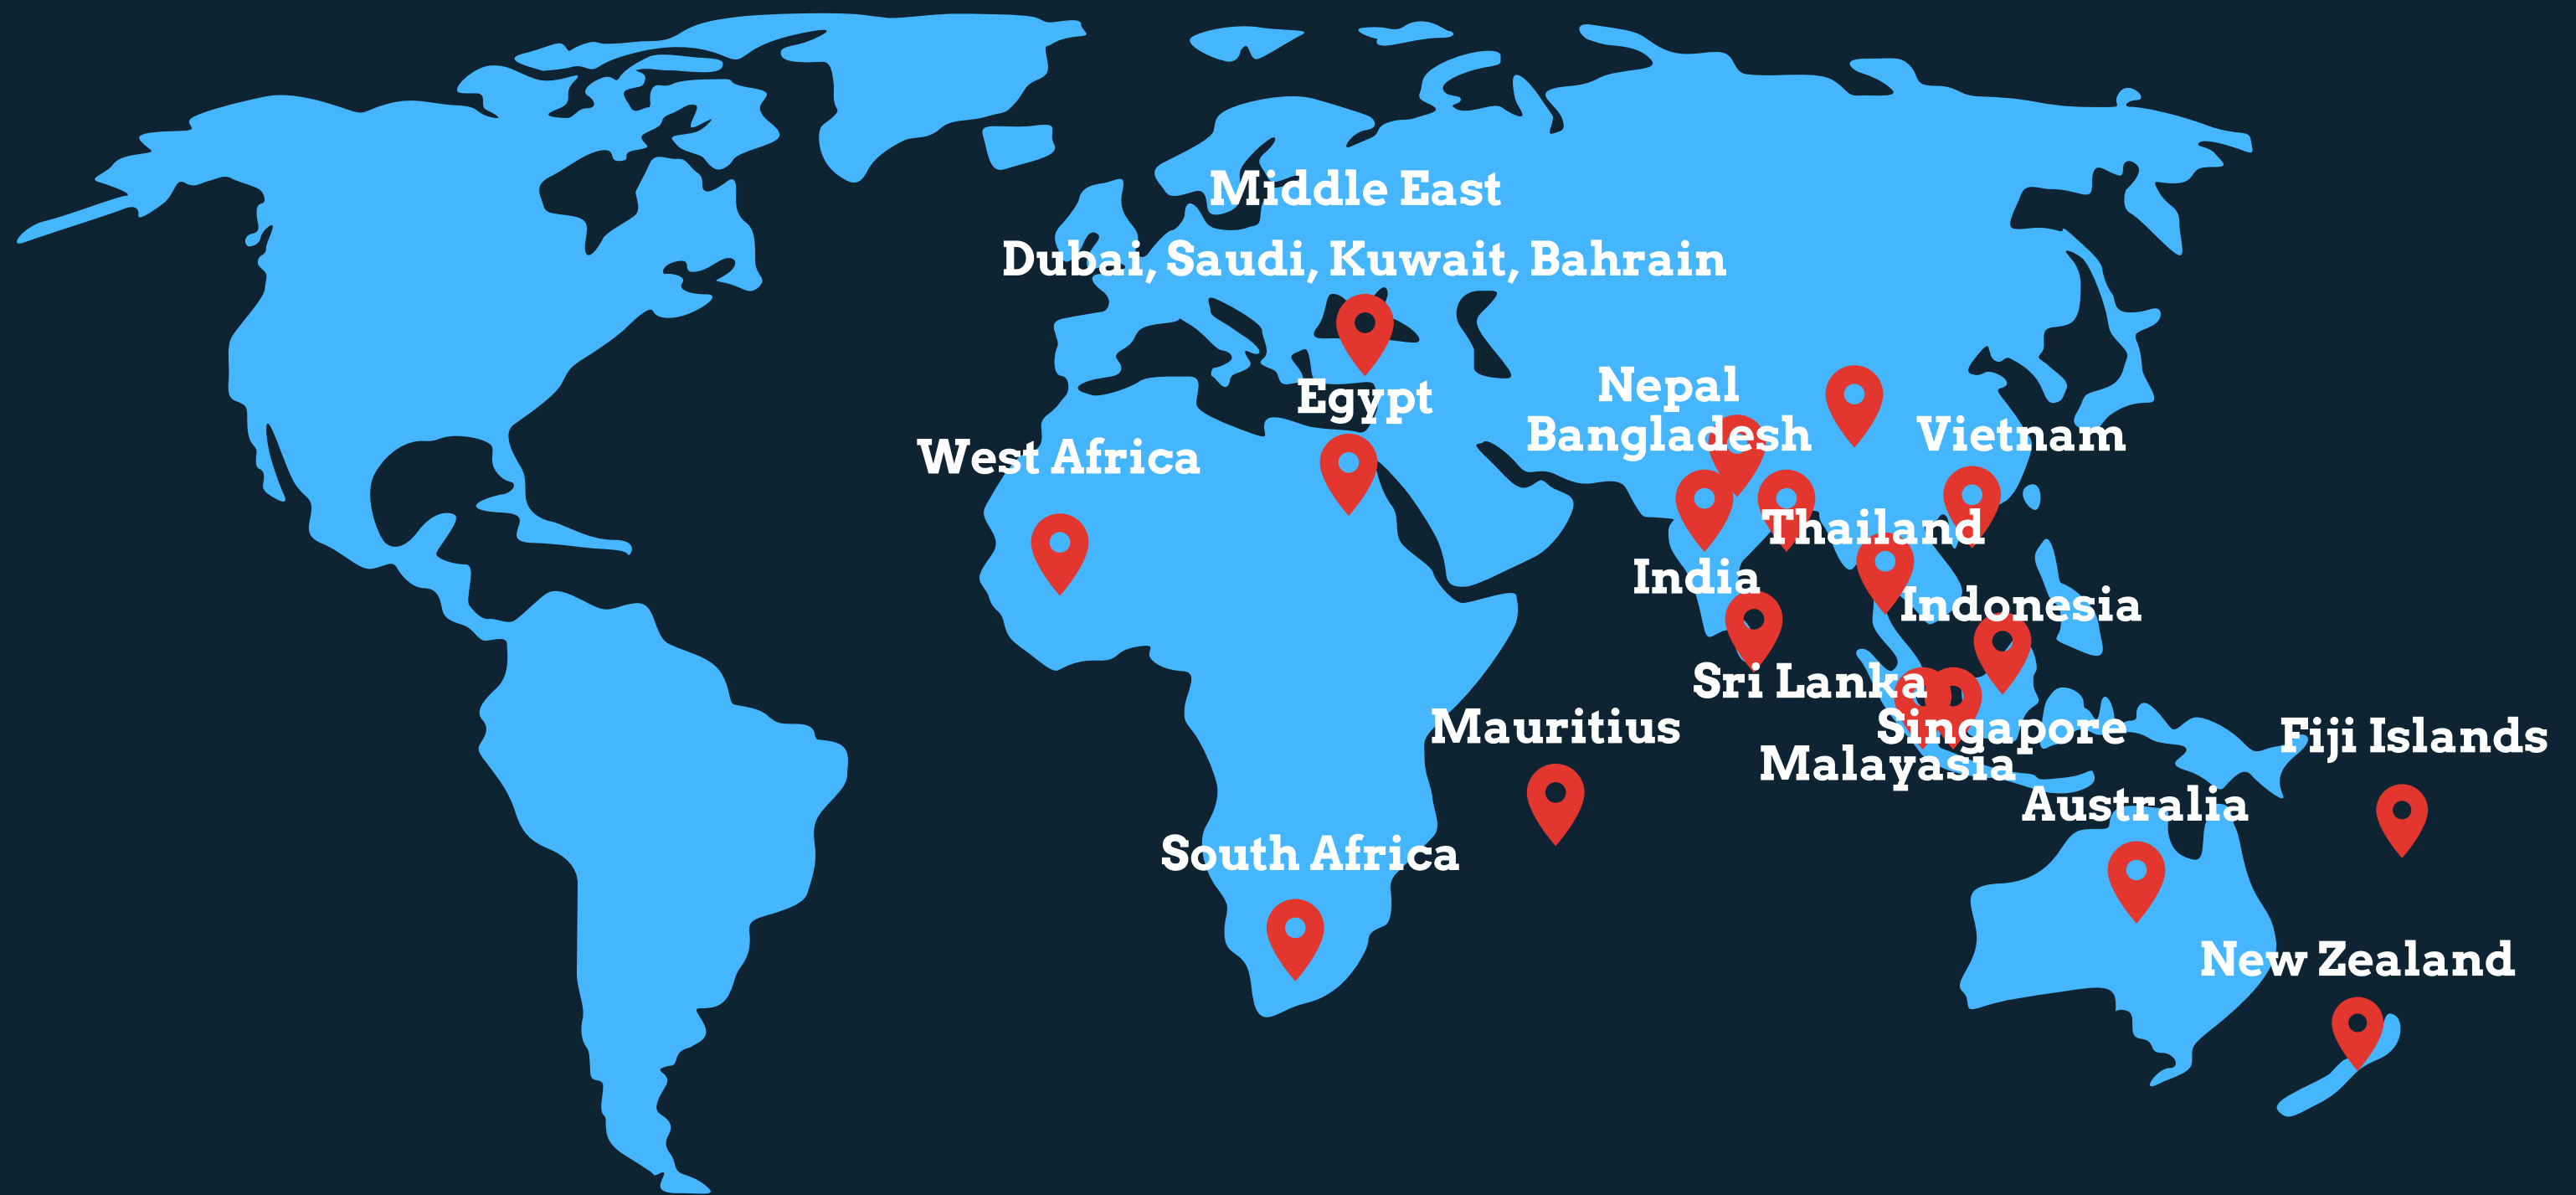 Middle East
Dubai, Saudi, Kuwait, Bahrain
Egypt
West Africa
Nepal
Bangladesh
Vietnam
Thailand
India
Indonesia
Sri Lanka
Singapore
Malayasia
Mauritius
Fiji Islands
Australia
South Africa
New Zealand